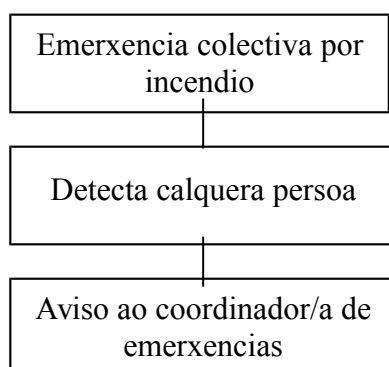 Emerxencia colectiva por
incendio
Detecta calquera persoa
Aviso ao coordinador/a de
emerxencias